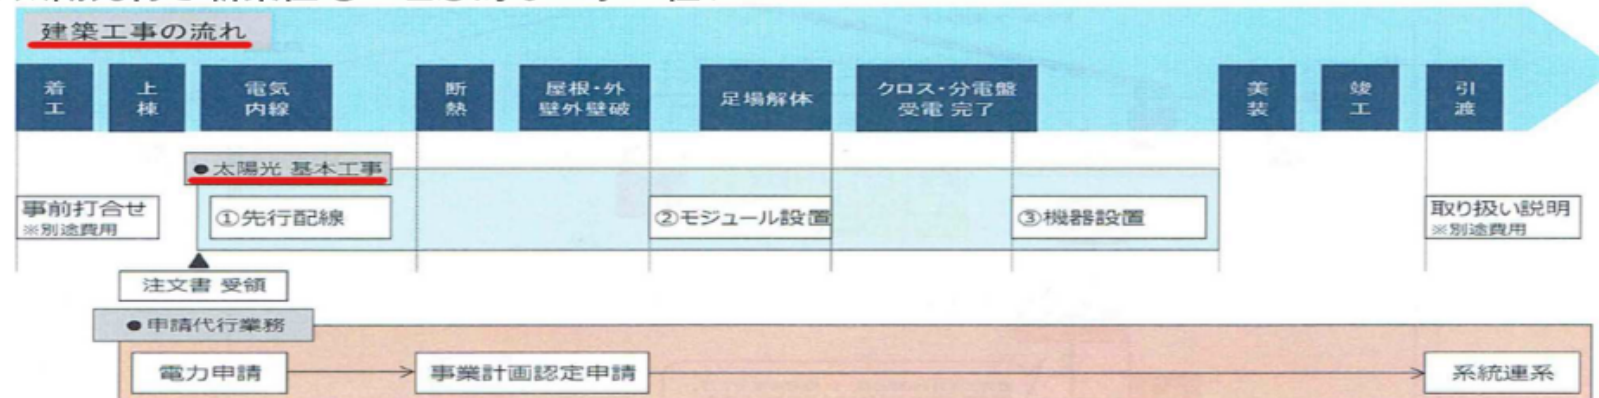 建築工事の流れ
着工
上棟
電気内線
断熱
屋根・外
壁外壁破
足場解体
クロス・分電盤
受電 完了
美装
竣工
引渡
●太陽光 基本工事
事前打合せ
※別途費用
①先行配線
②モジュール設置
③機器設置
取り扱い説明
※別途費用
注文書 受領
●申請代行業務
電力申請
事業計画認定申請
系統連系